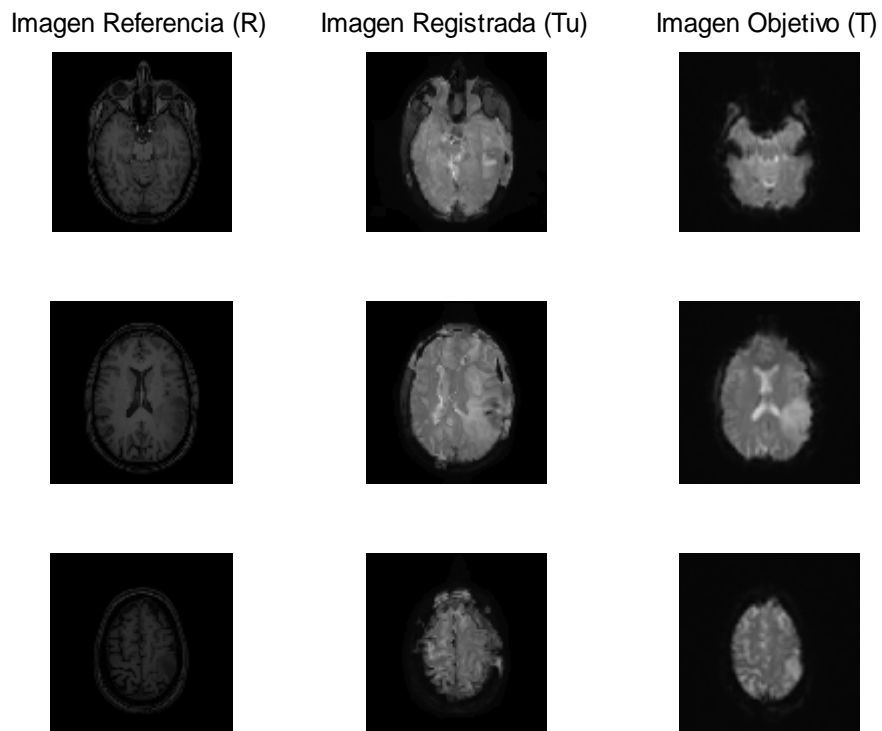 Imagen Referencia (R)
Imagen Registrada (Tu)
Imagen Objetivo (T)